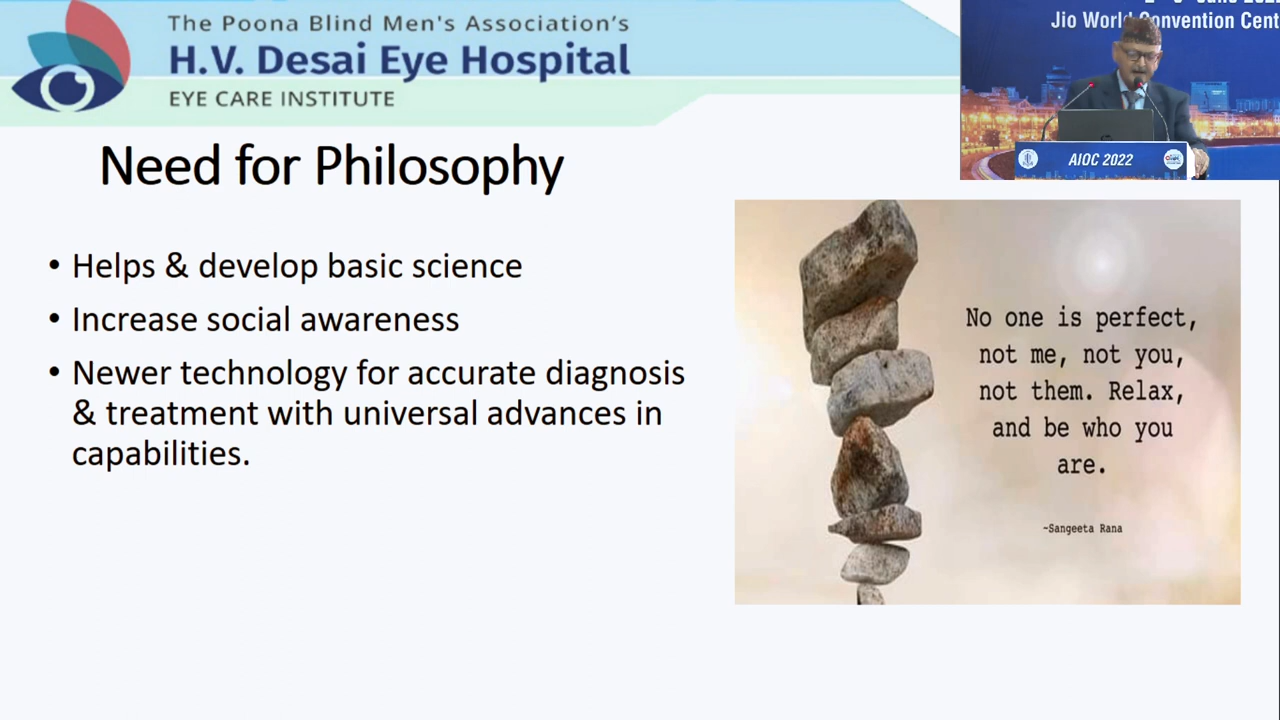 The Poona Blind Men's Association's
H.V. Desai Eye Hospital
EYE CARE INSTITUTE
Jio World Convention Cent
AIOC 2022
Need for Philosophy
• Helps & develop basic science
• Increase social awareness
• Newer technology for accurate diagnosis
& treatment with universal advances in
capabilities.
No one is perfect,
not me, not you,
not them. Relax,
and be who you
are.
~Sangeeta Rana